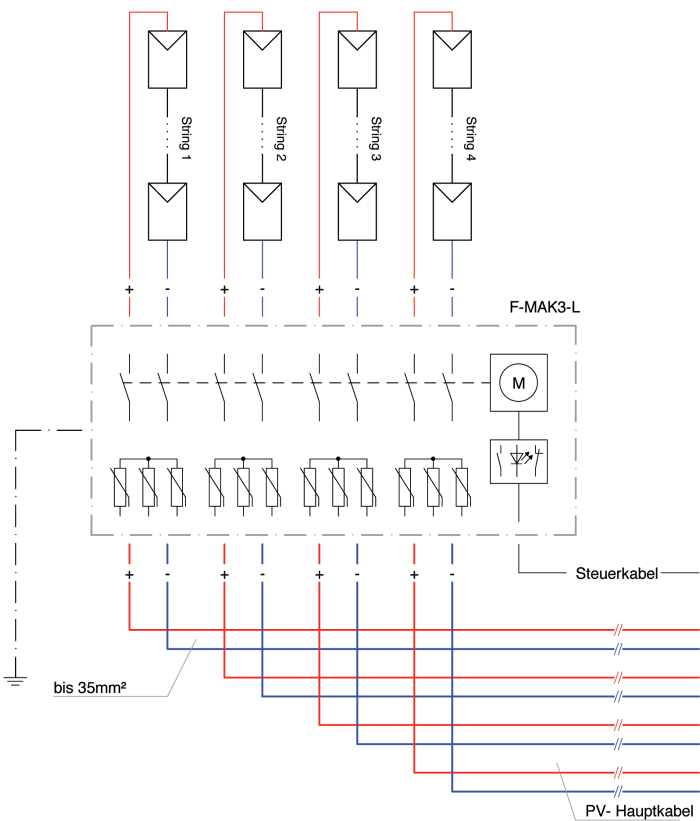 String 1
String 2
String 3
String 4
+ - + - + - + -
F-MAK3-L
M
+ - + - + - + -
Steuerkabel
bis 35mm²
PV- Hauptkabel